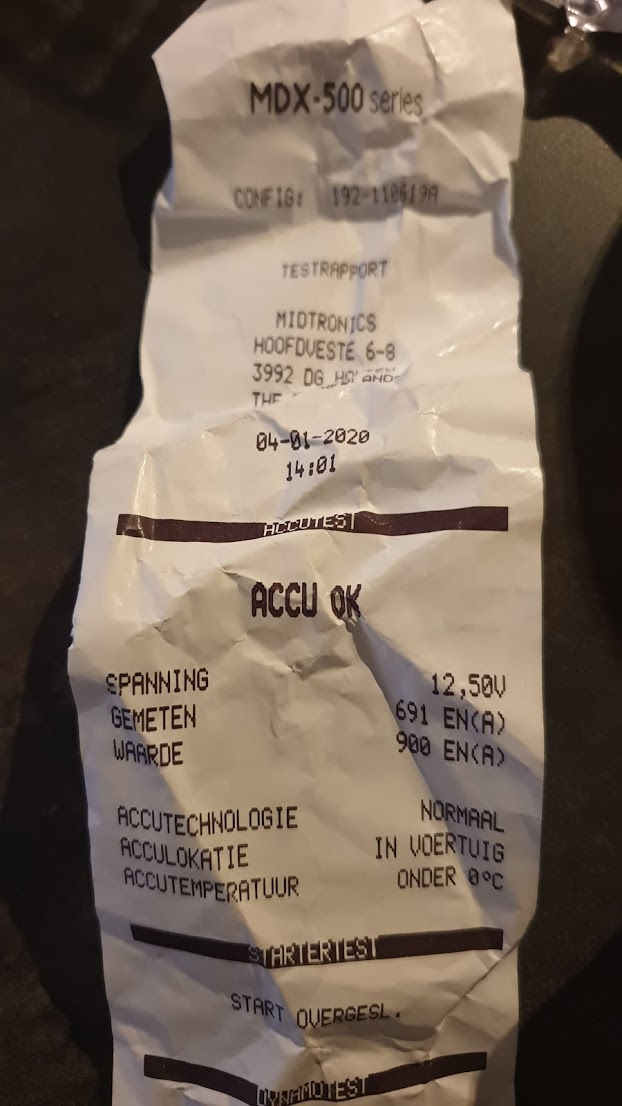 MDX-500 series
CONFIG: 192-110619A
TESTRAPPORT
MIDTRONICS
HOOFDVESTE 6-8
3992 DG
THE
04-01-2020
14:01
ACCUTEST
ACCU OK
SPANNING 12,50V
GEMETEN 691 EN(A)
WAARDE 900 EN(A)
ACCUTECHNOLOGIE NORMAAL
ACCULOKATIE IN VOERTUIG
ACCUTEMPERATUUR ONDER 0°C
STARTERTEST
START OVERGESL.
DYNAMOTEST